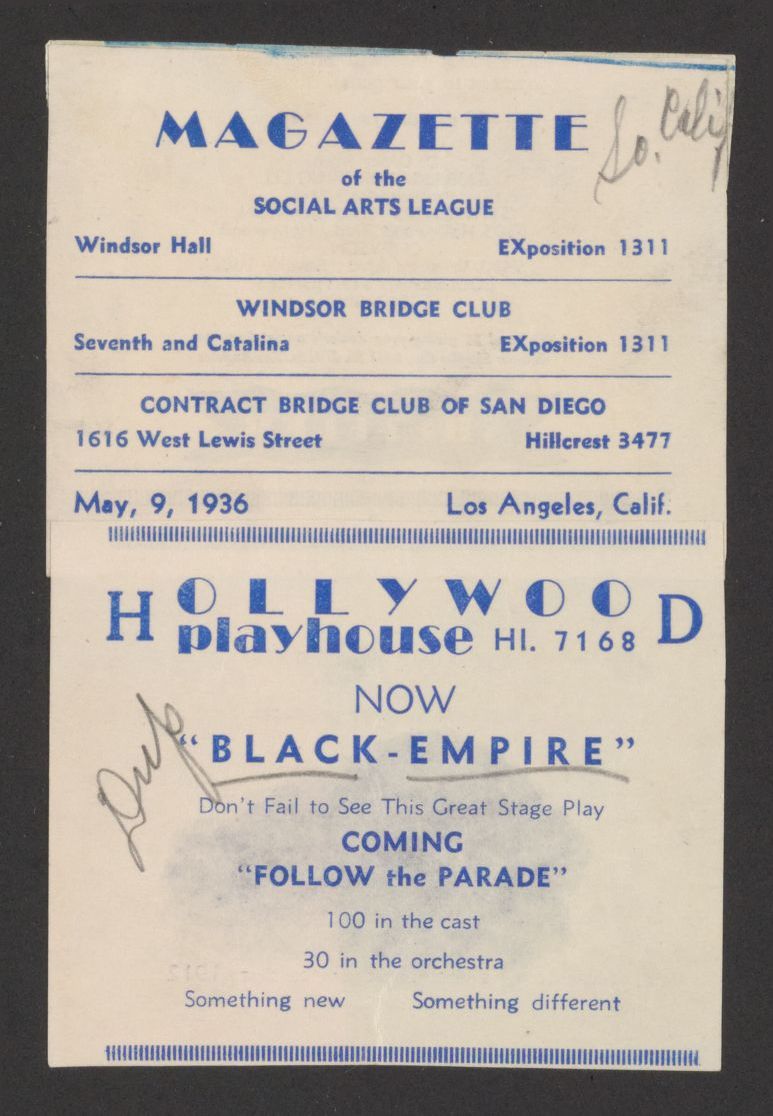 MAGAZETTE
So. Calif
of the
SOCIAL ARTS LEAGUE
Windsor Hall EXposition 1311
WINDSOR BRIDGE CLUB
Seventh and Catalina EXposition 1311
CONTRACT BRIDGE CLUB OF SAN DIEGO
1616 West Lewis Street Hillcrest 3477
May, 9, 1936 Los Angeles, Calif.
HOLLYWOOD
playhouse HI. 7168
NOW
"BLACK-EMPIRE"
Don't Fail to See This Great Stage Play
COMING
"FOLLOW the PARADE"
100 in the cast
30 in the orchestra
Something new Something different